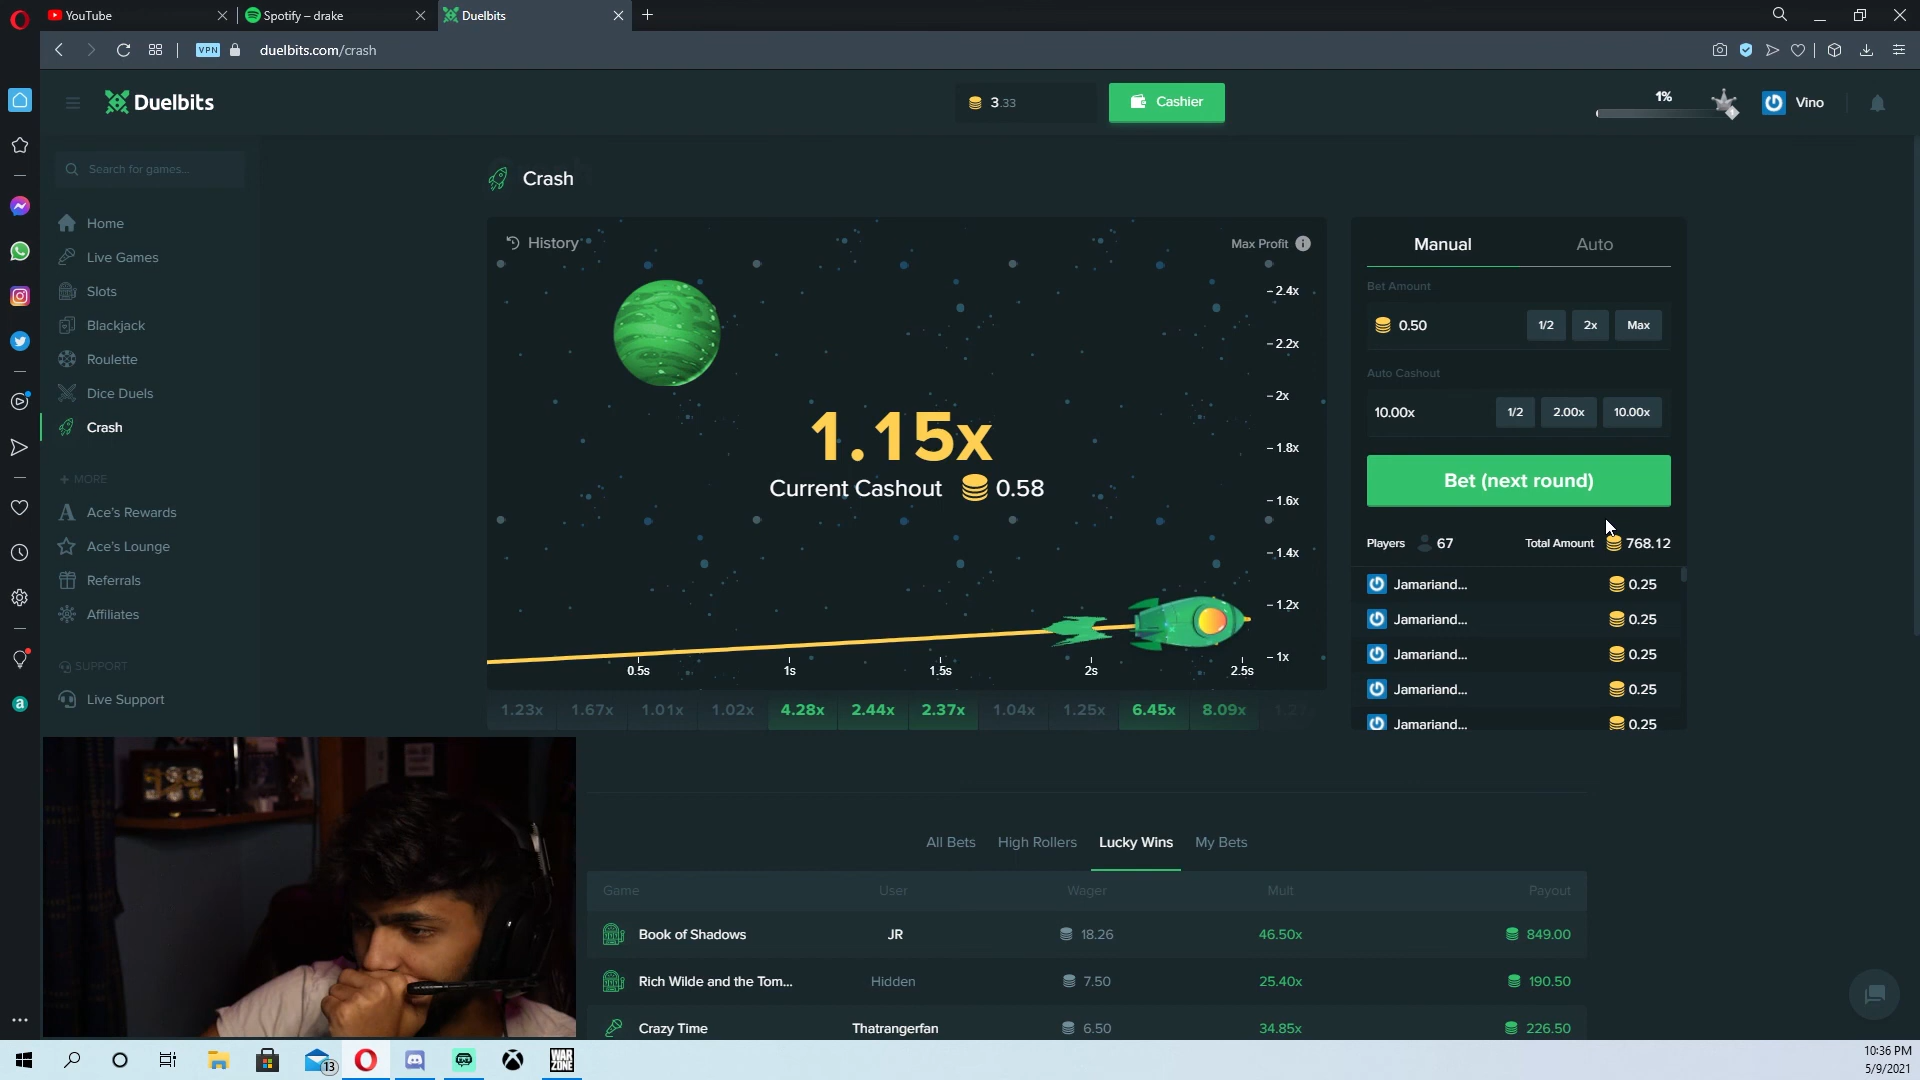 YouTube
Spotify – drake
Duelbits
VPN
duelbits.com/crash
Duelbits
3.33
Cashier
1%
1
Vino
Search for games...
Home
Live Games
Slots
Blackjack
Roulette
Dice Duels
Crash
+ MORE
Ace's Rewards
Ace's Lounge
Referrals
Affiliates
SUPPORT
Live Support
Crash
History
Max Profit
2.4x
2.2x
2x
1.8x
1.6x
1.4x
1.2x
1x
1.15x
Current Cashout 0.58
0.5s 1s 1.5s 2s 2.5s
1.23x 1.67x 1.01x 1.02x 4.28x 2.44x 2.37x 1.04x 1.25x 6.45x 8.09x
Manual Auto
Bet Amount
0.50 1/2 2x Max
Auto Cashout
10.00x 1/2 2.00x 10.00x
Bet (next round)
Players 67 Total Amount 768.12
Jamariand... 0.25
Jamariand... 0.25
Jamariand... 0.25
Jamariand... 0.25
Jamariand... 0.25
All Bets High Rollers Lucky Wins My Bets
Game User Wager Mult Payout
Book of Shadows JR 18.26 46.50x 849.00
Rich Wilde and the Tom... Hidden 7.50 25.40x 190.50
Crazy Time Thatrangerfan 6.50 34.85x 226.50
13
WAR
ZONE
10:36 PM
5/9/2021